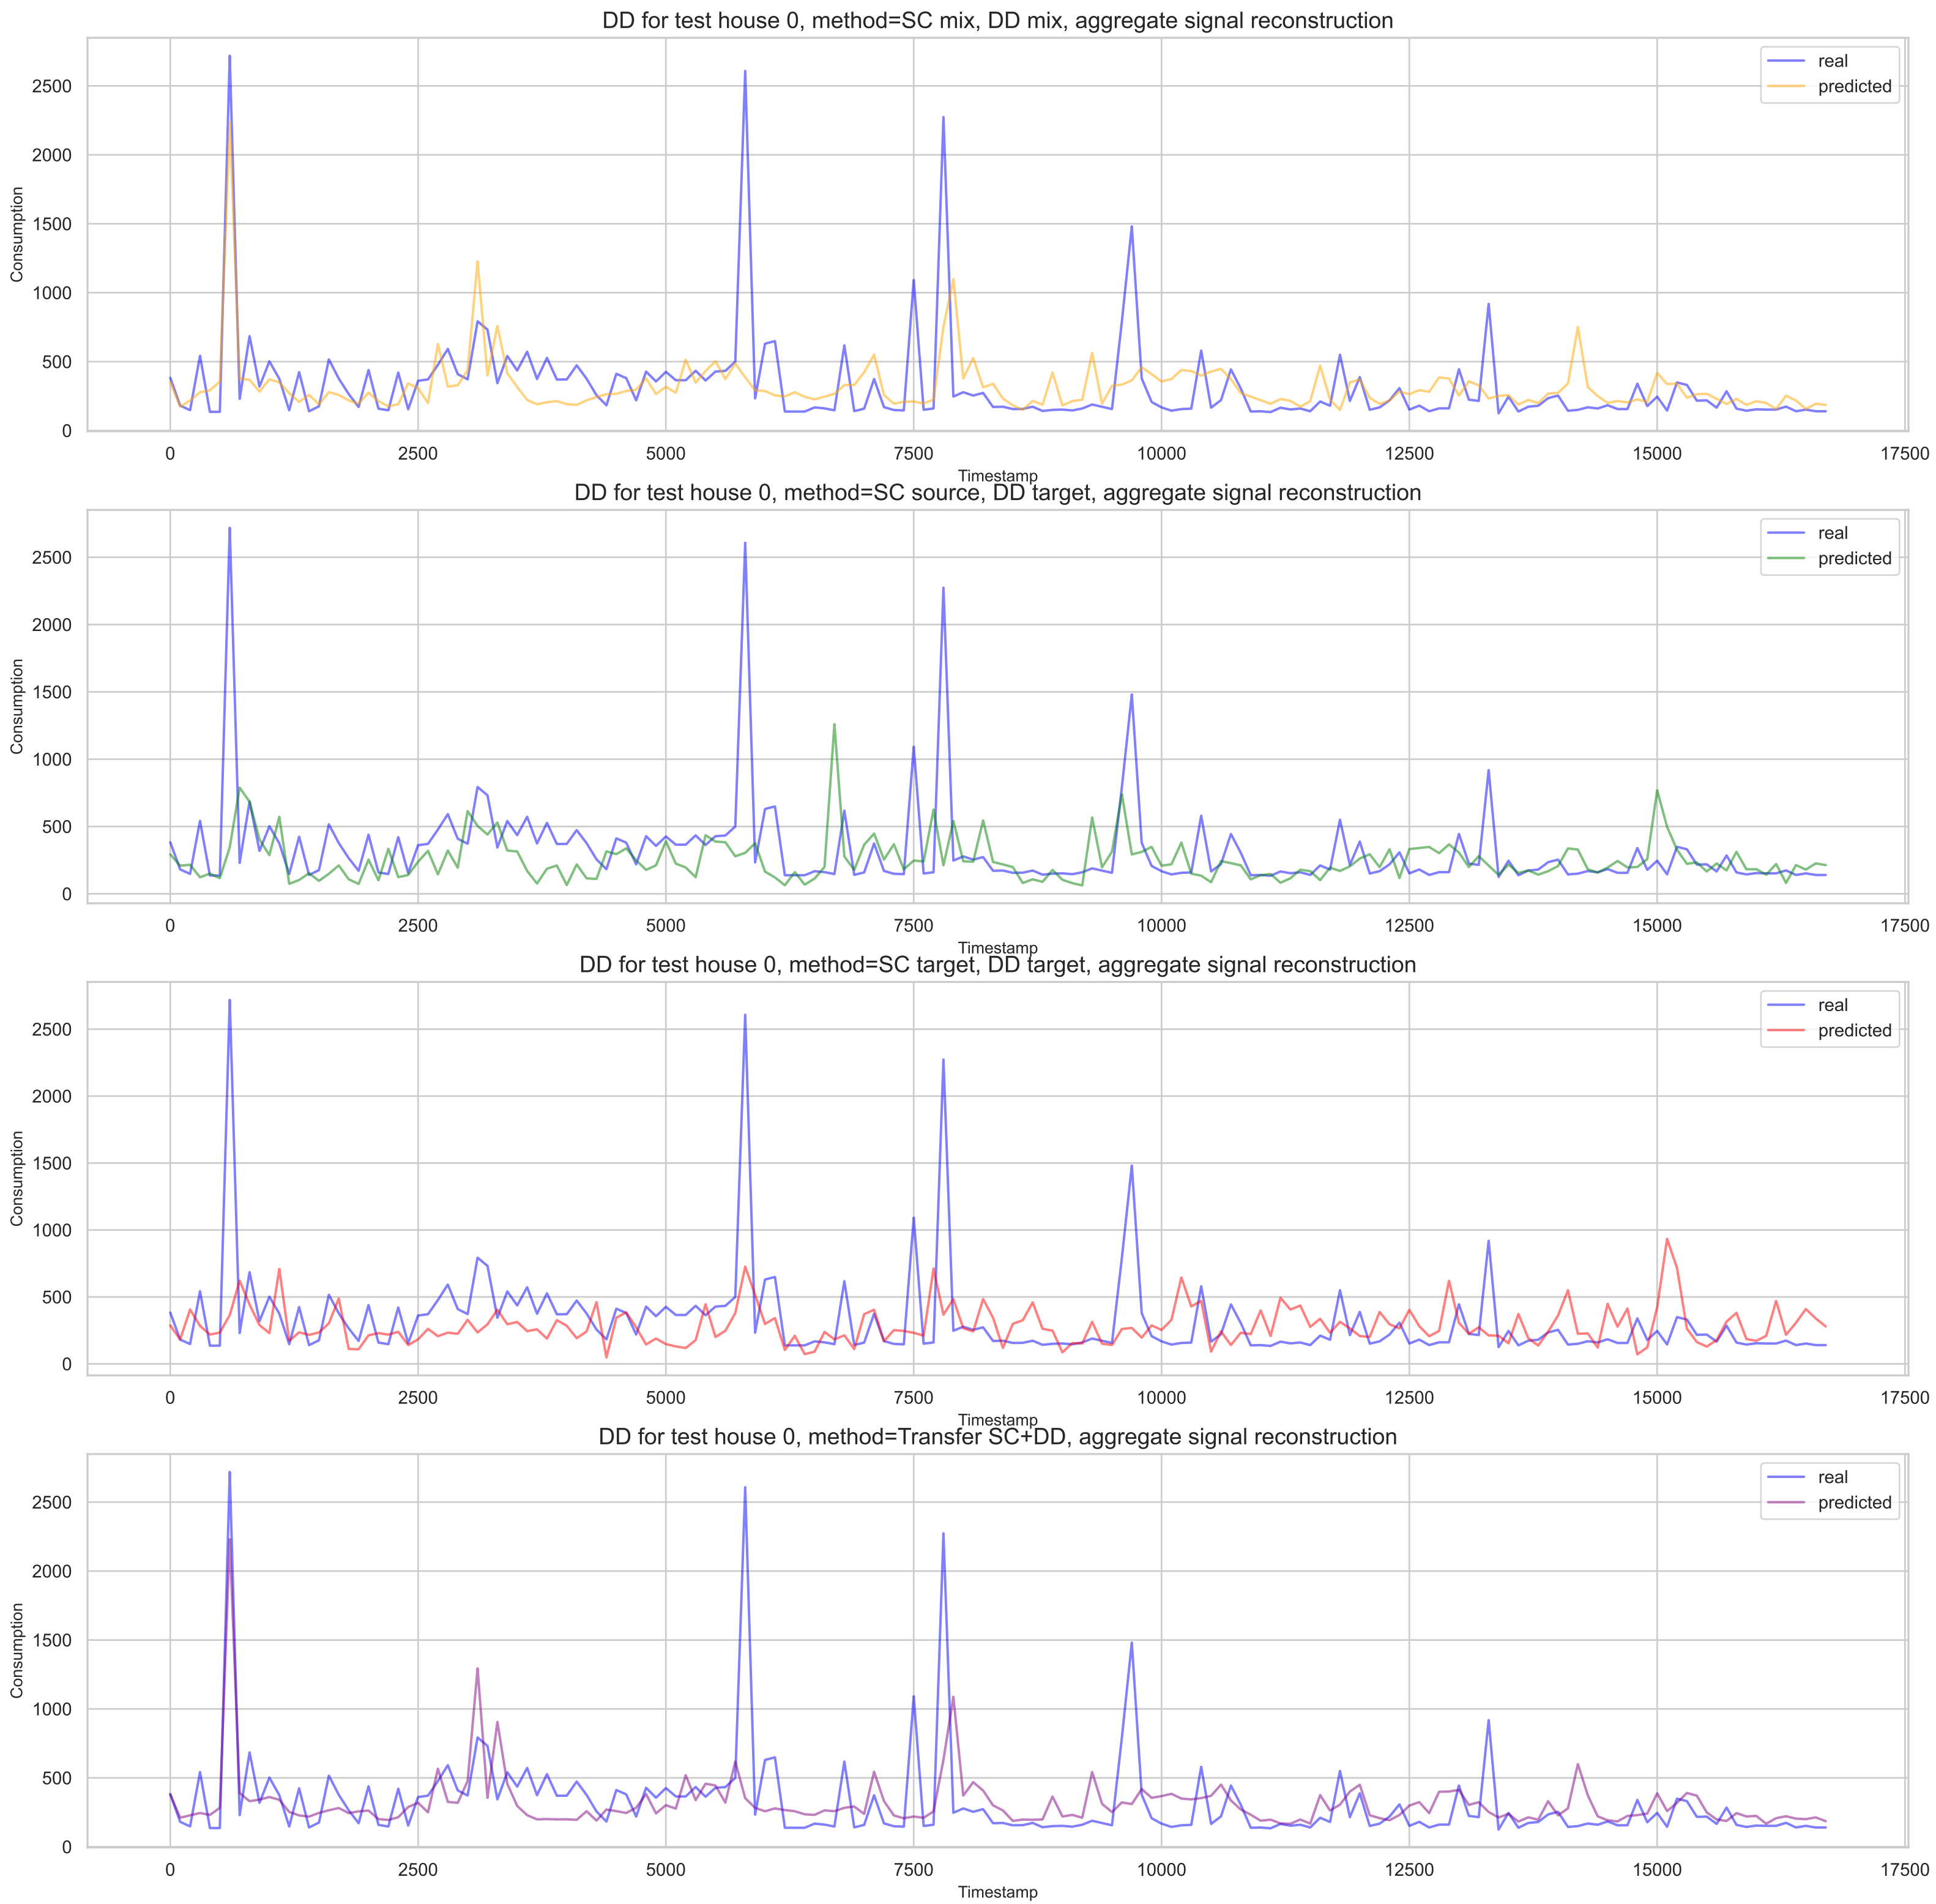 DD for test house 0, method=SC mix, DD mix, aggregate signal reconstruction
real
predicted
2500
2000
1500
1000
500
0
Consumption
0 2500 5000 7500 10000 12500 15000 17500
Timestamp
DD for test house 0, method=SC source, DD target, aggregate signal reconstruction
real
predicted
2500
2000
1500
1000
500
0
Consumption
0 2500 5000 7500 10000 12500 15000 17500
Timestamp
DD for test house 0, method=SC target, DD target, aggregate signal reconstruction
real
predicted
2500
2000
1500
1000
500
0
Consumption
0 2500 5000 7500 10000 12500 15000 17500
Timestamp
DD for test house 0, method=Transfer SC+DD, aggregate signal reconstruction
real
predicted
2500
2000
1500
1000
500
0
Consumption
0 2500 5000 7500 10000 12500 15000 17500
Timestamp